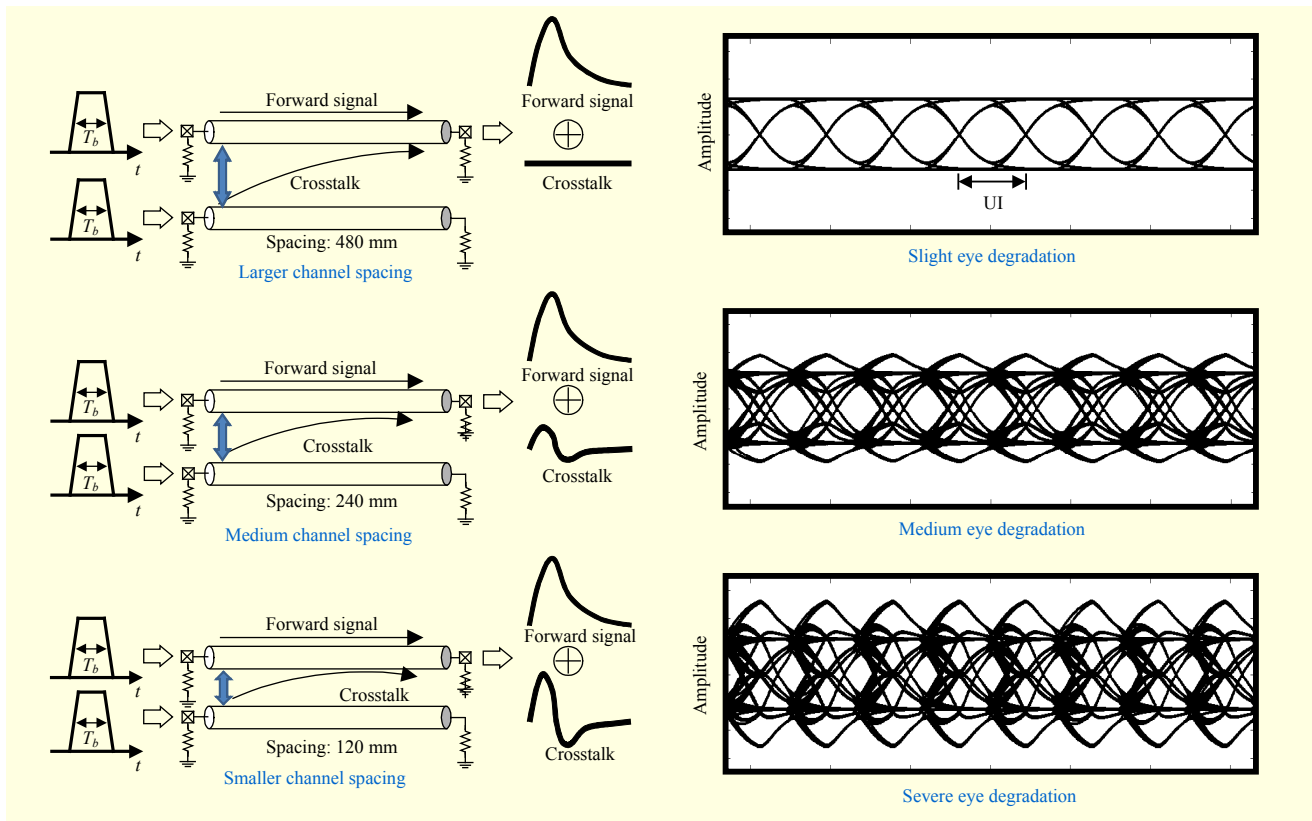 Forward signal
T_b
t
Crosstalk
T_b
t
Spacing: 480 mm
Larger channel spacing
Forward signal
Crosstalk
Amplitude
UI
Slight eye degradation
Forward signal
T_b
t
Crosstalk
T_b
t
Spacing: 240 mm
Medium channel spacing
Forward signal
Crosstalk
Amplitude
Medium eye degradation
Forward signal
T_b
t
Crosstalk
T_b
t
Spacing: 120 mm
Smaller channel spacing
Forward signal
Crosstalk
Amplitude
Severe eye degradation